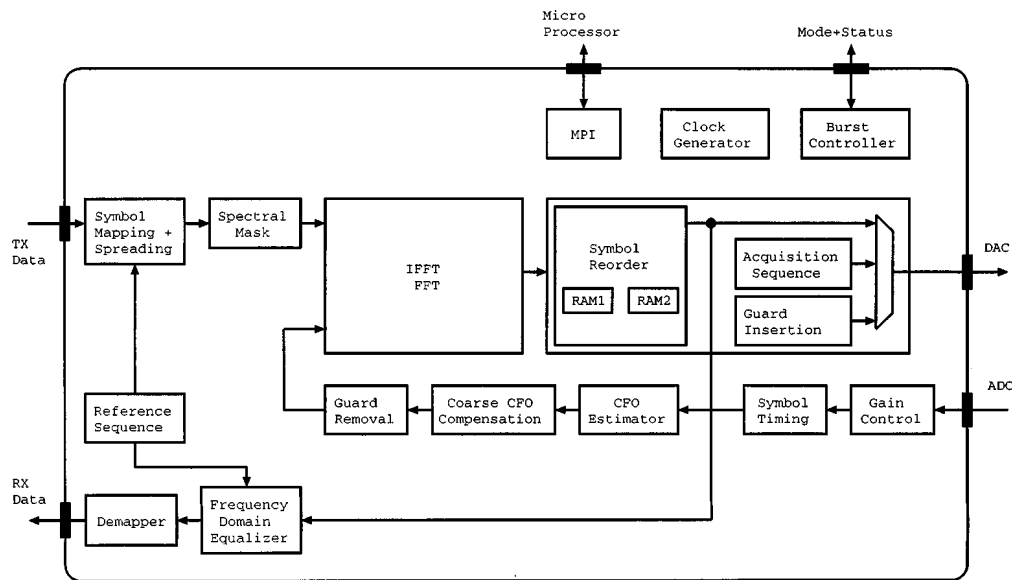 Micro
Processor
Mode+Status
MPI
Clock
Generator
Burst
Controller
TX
Data
Symbol
Mapping +
Spreading
Spectral
Mask
IFFT
FFT
Symbol
Reorder
RAM1
RAM2
Acquisition
Sequence
Guard
Insertion
DAC
ADC
Reference
Sequence
Guard
Removal
Coarse CFO
Compensation
CFO
Estimator
Symbol
Timing
Gain
Control
RX
Data
Demapper
Frequency
Domain
Equalizer